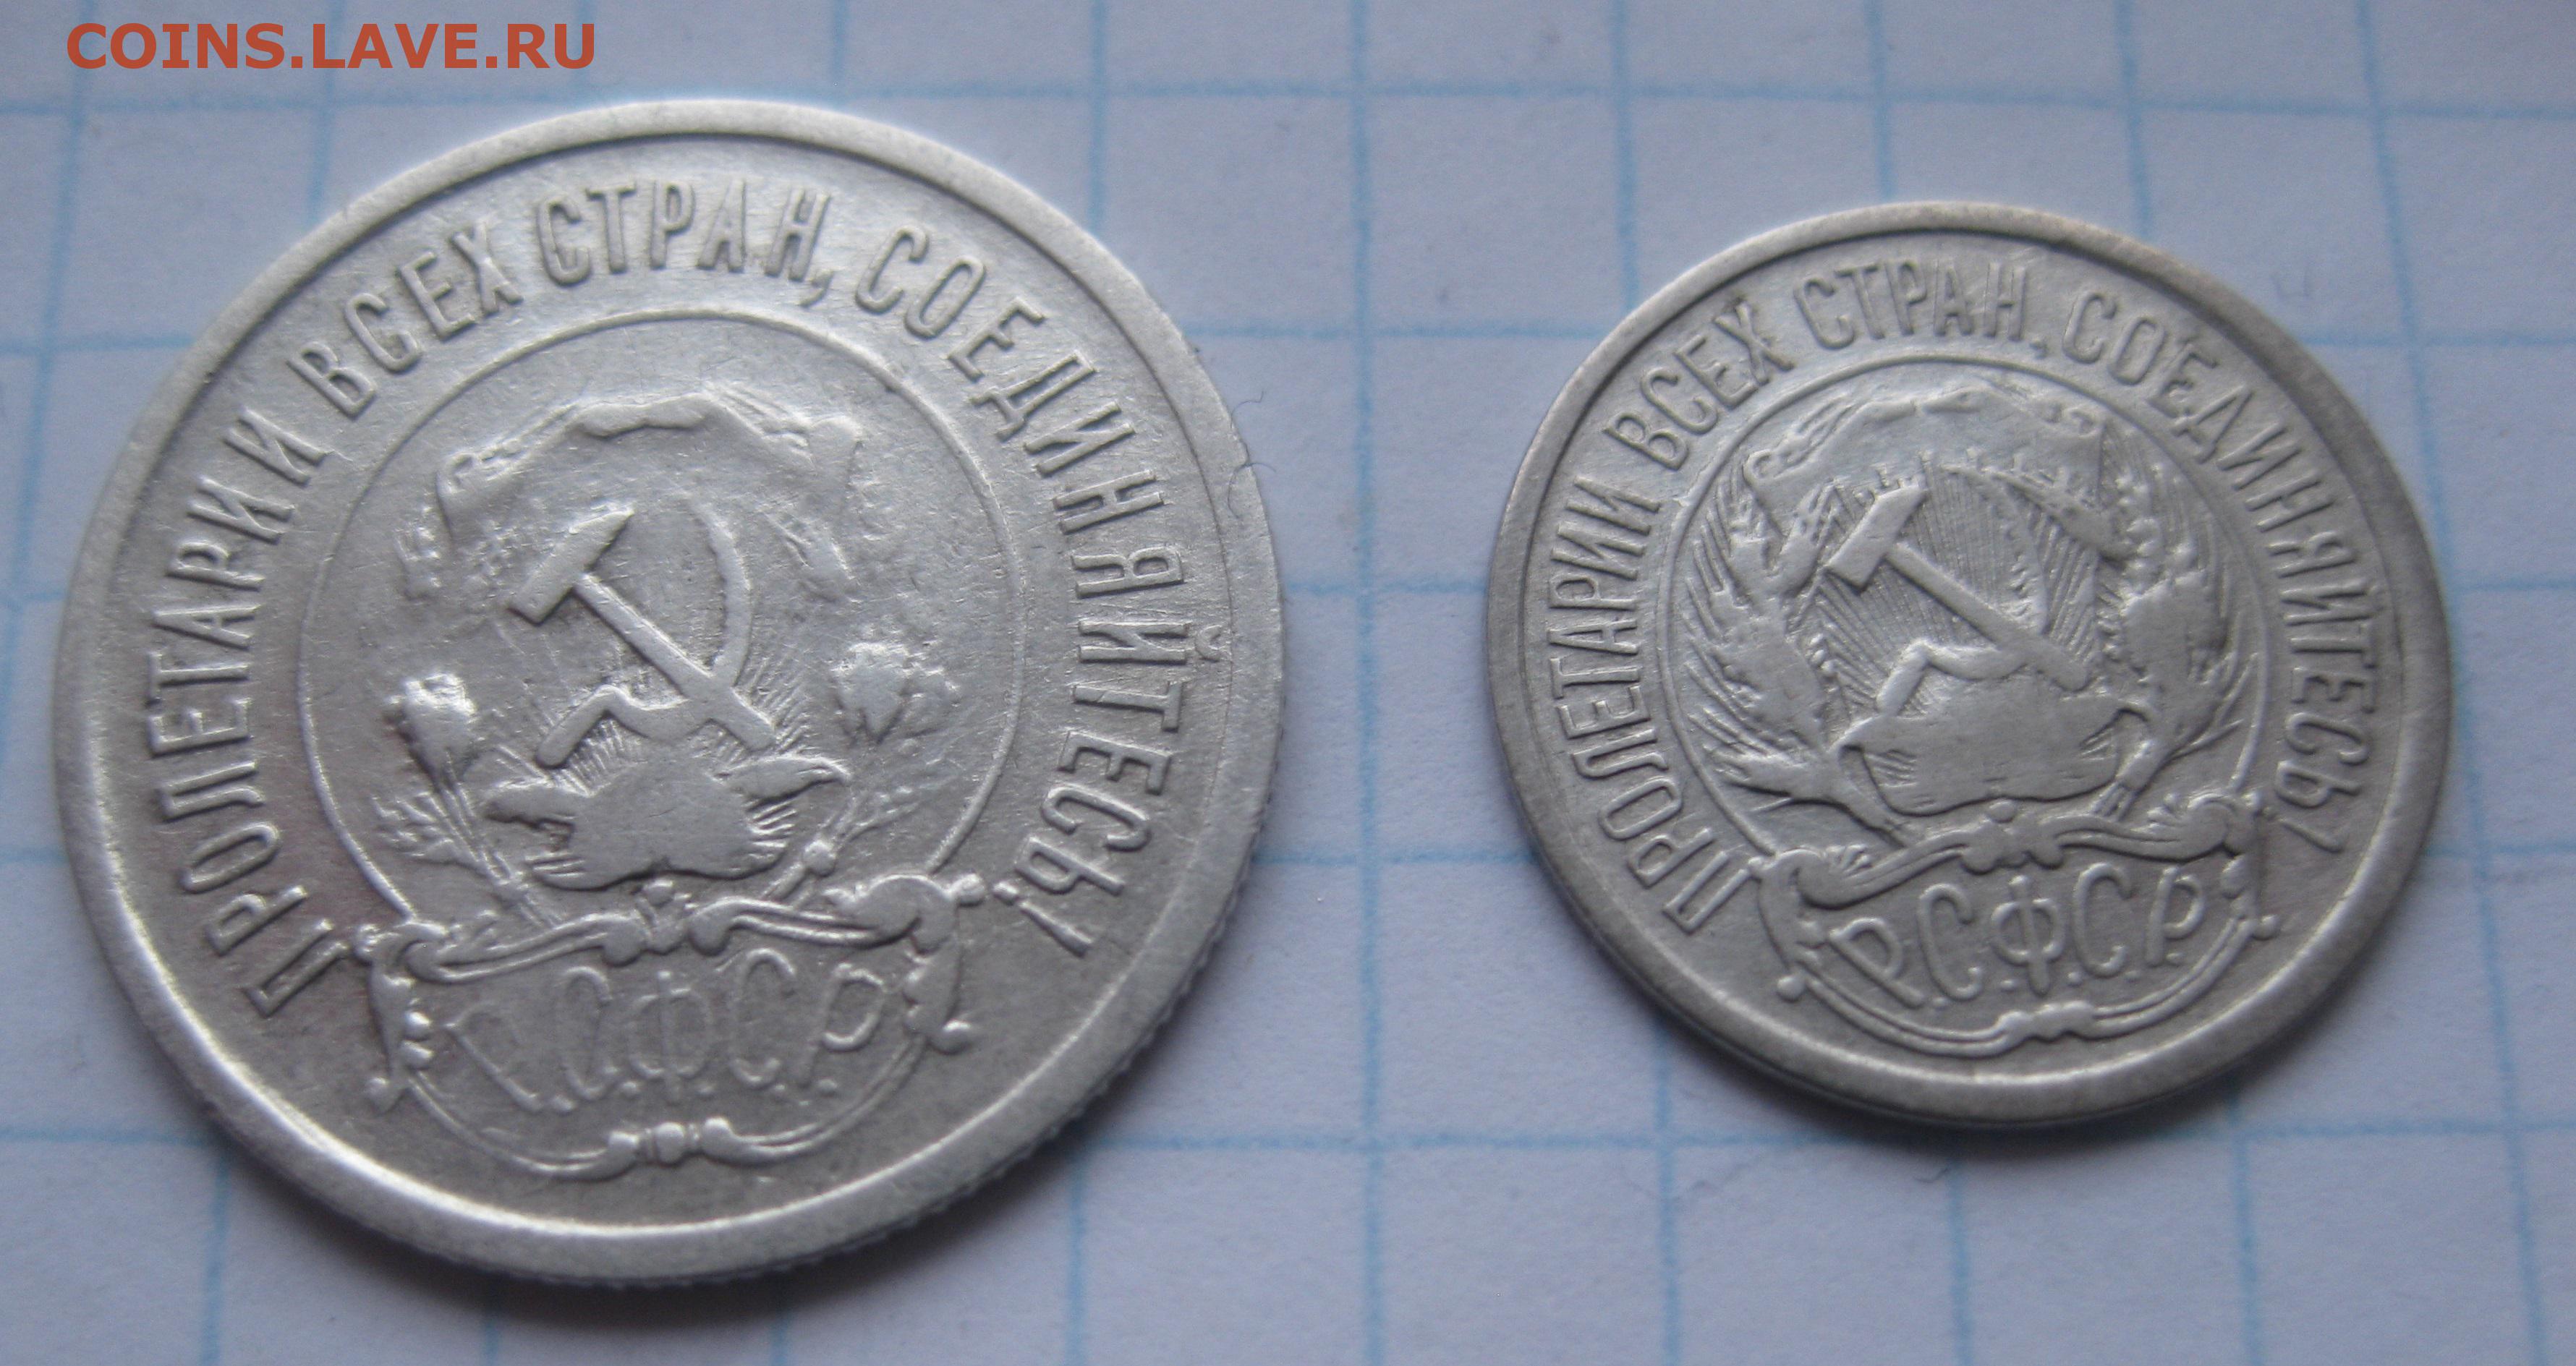 COINS.LAVE.RU
ПРОЛЕТАРИИ ВСЕХ СТРАН, СОЕДИНЯЙТЕСЬ!
Р.С.Ф.С.Р.
ПРОЛЕТАРИИ ВСЕХ СТРАН, СОЕДИНЯЙТЕСЬ!
Р.С.Ф.С.Р.